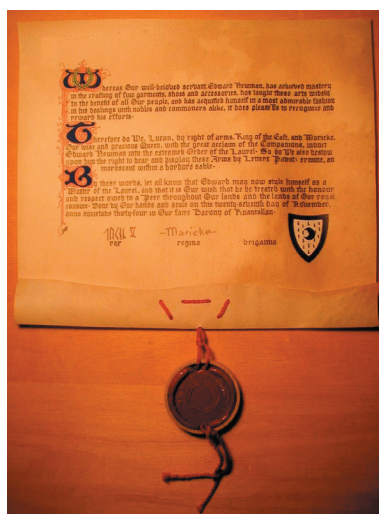 Whereas Our well-beloved servant, Edward Neuman, has achieved mastery
in the crafting of fine garments, shoes and accessories, has taught these arts widely
to the benefit of all Our people, and has acquitted himself in a most admirable fashion
in his dealings with nobles and commoners alike, it does please Us to recognize and
reward his efforts.
Therefore do We, Lucan, by right of arms, King of the East, and Maricke,
Our wise and gracious Queen, with the great acclaim of the Companions, induct
Edward Neuman into the esteemed Order of the Laurel. So do We also bestow
upon him the right to bear and display these Arms by Letters Patent: ermine, an
increscent within a bordure sable.
By these words, let all know that Edward may now style himself as a
Master of the Laurel, and that it is Our wish that he be treated with the honour
and respect owed to a Peer throughout Our lands and the lands of Our royal
cousins. Done by Our hands and seals on this twenty-seventh day of November,
anno societatis thirty-four in Our faire Barony of
Maricke
rex regina brigantia